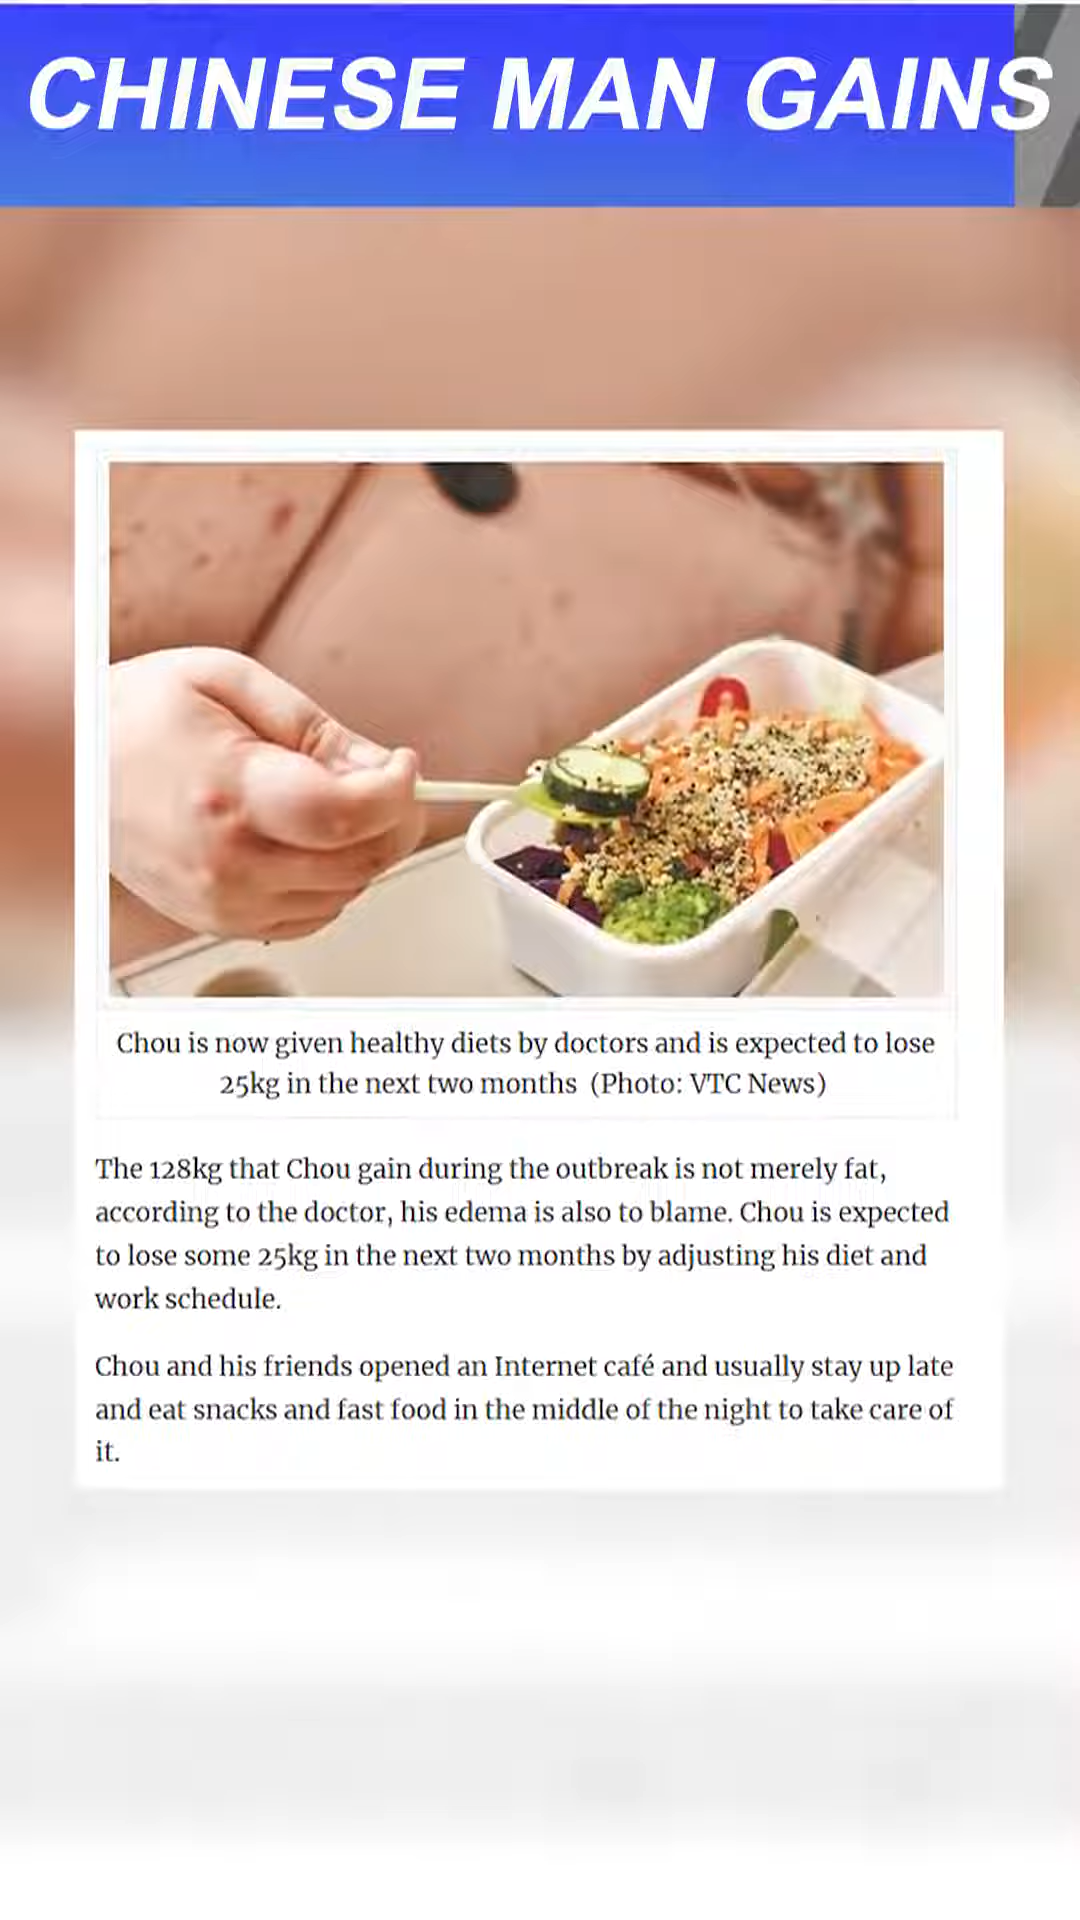 CHINESE MAN GAINS
Chou is now given healthy diets by doctors and is expected to lose
25kg in the next two months (Photo: VTC News)
The 128kg that Chou gain during the outbreak is not merely fat,
according to the doctor, his edema is also to blame. Chou is expected
to lose some 25kg in the next two months by adjusting his diet and
work schedule.
Chou and his friends opened an Internet café and usually stay up late
and eat snacks and fast food in the middle of the night to take care of
it.